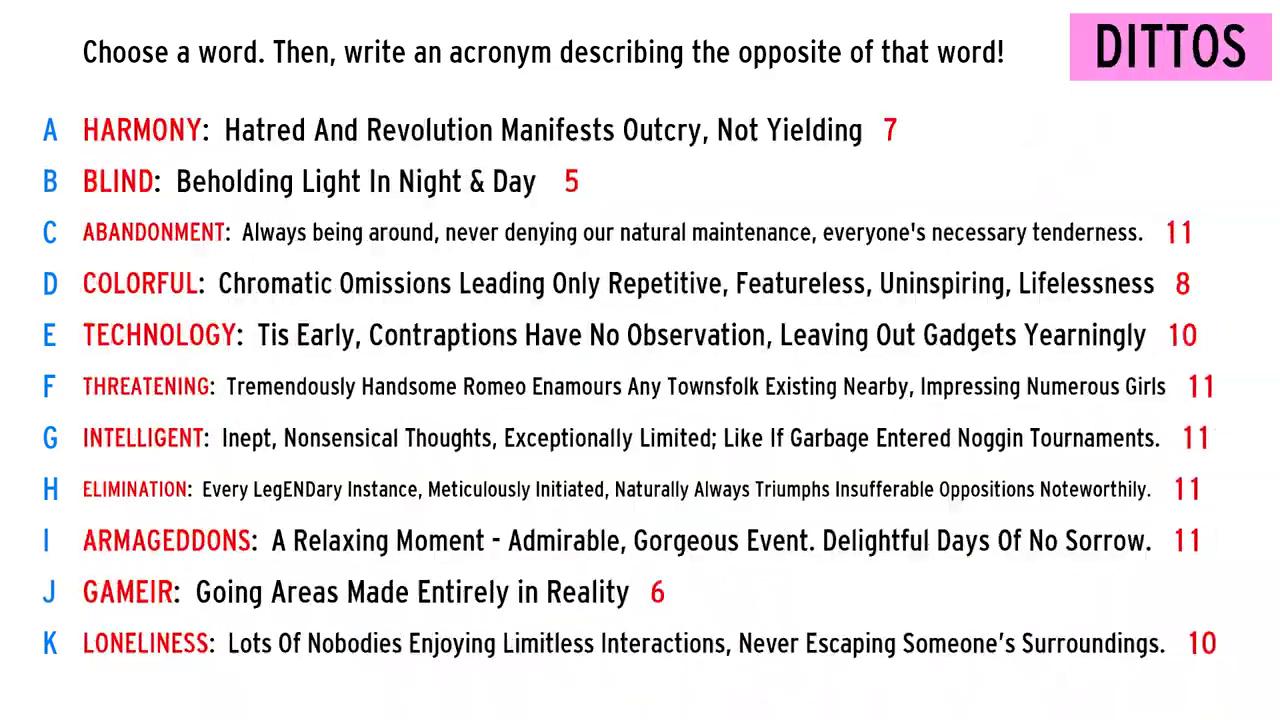 Choose a word. Then, write an acronym describing the opposite of that word!
DITTOS
A HARMONY: Hatred And Revolution Manifests Outcry, Not Yielding 7
B BLIND: Beholding Light In Night & Day 5
C ABANDONMENT: Always being around, never denying our natural maintenance, everyone's necessary tenderness. 11
D COLORFUL: Chromatic Omissions Leading Only Repetitive, Featureless, Uninspiring, Lifelessness 8
E TECHNOLOGY: Tis Early, Contraptions Have No Observation, Leaving Out Gadgets Yearningly 10
F THREATENING: Tremendously Handsome Romeo Enamours Any Townsfolk Existing Nearby, Impressing Numerous Girls 11
G INTELLIGENT: Inept, Nonsensical Thoughts, Exceptionally Limited; Like If Garbage Entered Noggin Tournaments. 11
H ELIMINATION: Every LegENDary Instance, Meticulously Initiated, Naturally Always Triumphs Insufferable Oppositions Noteworthily. 11
I ARMAGEDDONS: A Relaxing Moment - Admirable, Gorgeous Event. Delightful Days Of No Sorrow. 11
J GAMEIR: Going Areas Made Entirely in Reality 6
K LONELINESS: Lots Of Nobodies Enjoying Limitless Interactions, Never Escaping Someone’s Surroundings. 10